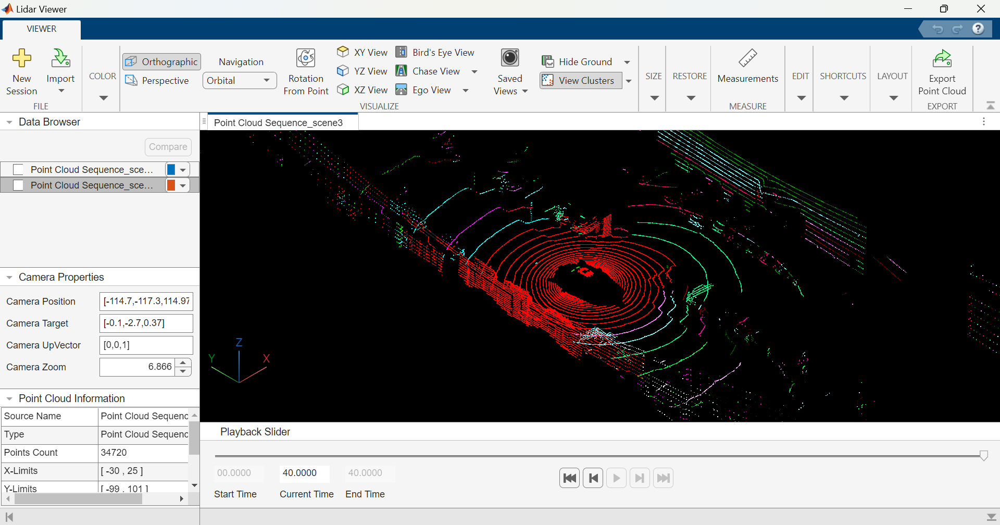 Lidar Viewer
VIEWER
New Session
Import
FILE
COLOR
Orthographic
Perspective
Navigation
Orbital
Rotation From Point
XY View
YZ View
XZ View
Bird's Eye View
Chase View
Ego View
Saved Views
Hide Ground
View Clusters
VISUALIZE
SIZE
RESTORE
Measurements
MEASURE
EDIT
SHORTCUTS
LAYOUT
Export Point Cloud
EXPORT
Data Browser
Compare
Point Cloud Sequence_sce...
Point Cloud Sequence_sce...
Camera Properties
Camera Position [-114.7,-117.3,114.97
Camera Target [-0.1,-2.7,0.37]
Camera UpVector [0,0,1]
Camera Zoom 6.866
Point Cloud Information
Source Name Point Cloud Sequenc
Type Point Cloud Sequenc
Points Count 34720
X-Limits [ -30 , 25 ]
Y-Limits [ -99 , 101 ]
Point Cloud Sequence_scene3
Z
Y
X
Playback Slider
00.0000 40.0000 40.0000
Start Time Current Time End Time